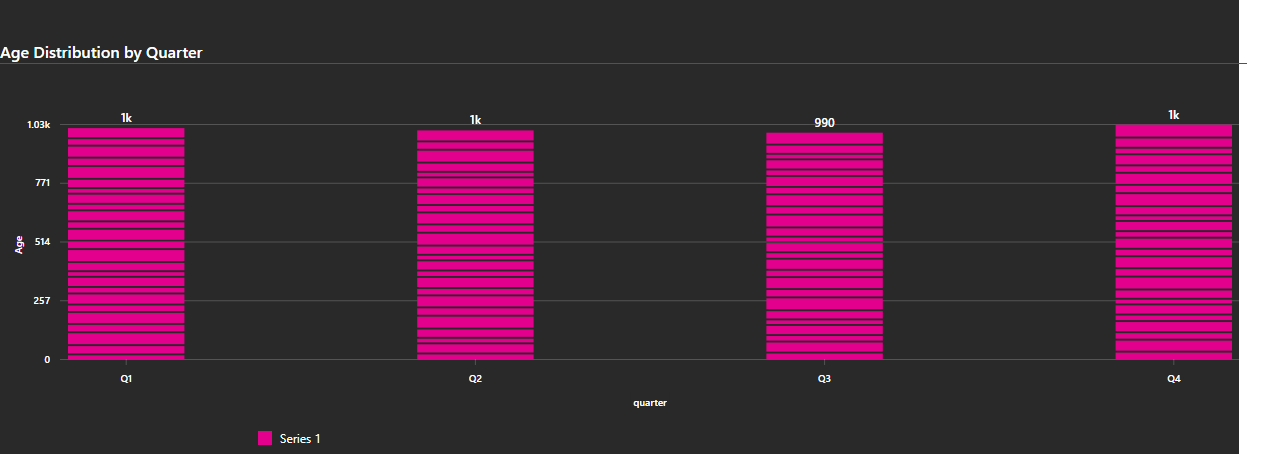 Age Distribution by Quarter
1k
1k
990
1k
1.03k
771
514
257
0
Age
Q1
Q2
Q3
Q4
quarter
Series 1